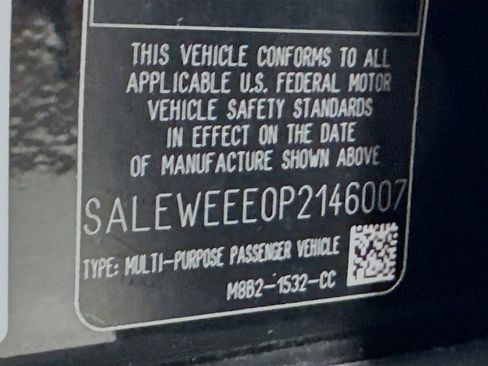 THIS VEHICLE CONFORMS TO ALL
APPLICABLE U.S. FEDERAL MOTOR
VEHICLE SAFETY STANDARDS
IN EFFECT ON THE DATE
OF MANUFACTURE SHOWN ABOVE
SALEWEEE0P2146007
TYPE: MULTI-PURPOSE PASSENGER VEHICLE
M8B2-1532-CC